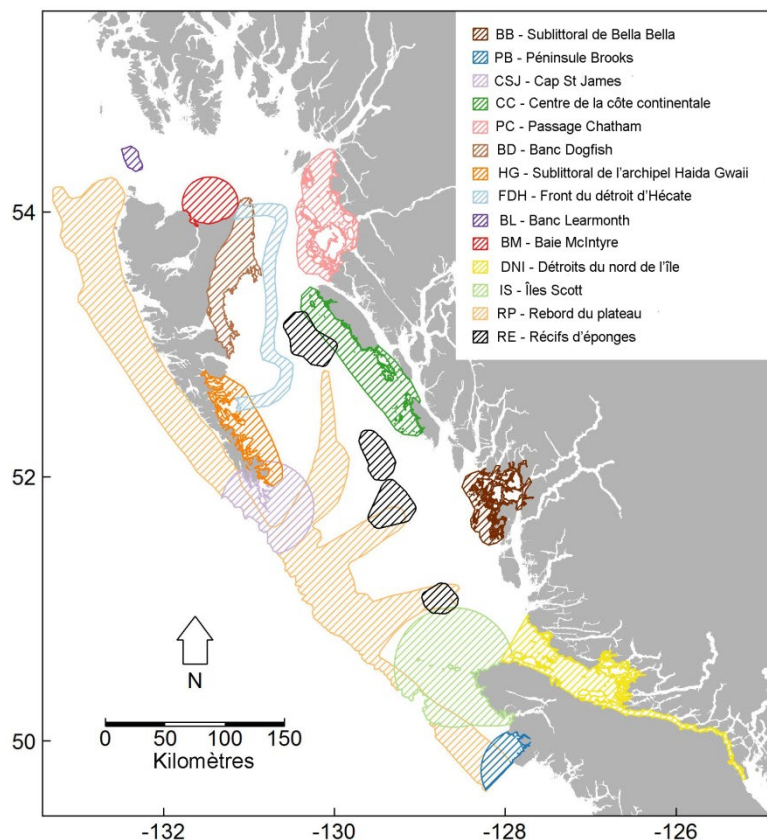 BB - Sublittoral de Bella Bella
PB - Péninsule Brooks
CSJ - Cap St James
CC - Centre de la côte continentale
PC - Passage Chatham
BD - Banc Dogfish
HG - Sublittoral de l'archipel Haida Gwaii
FDH - Front du détroit d'Hécate
BL - Banc Learmonth
BM - Baie McIntyre
DNI - Détroits du nord de l'île
IS - Îles Scott
RP - Rebord du plateau
RE - Récifs d'éponges
54
52
50
N
0 50 100 150
Kilomètres
-132 -130 -128 -126